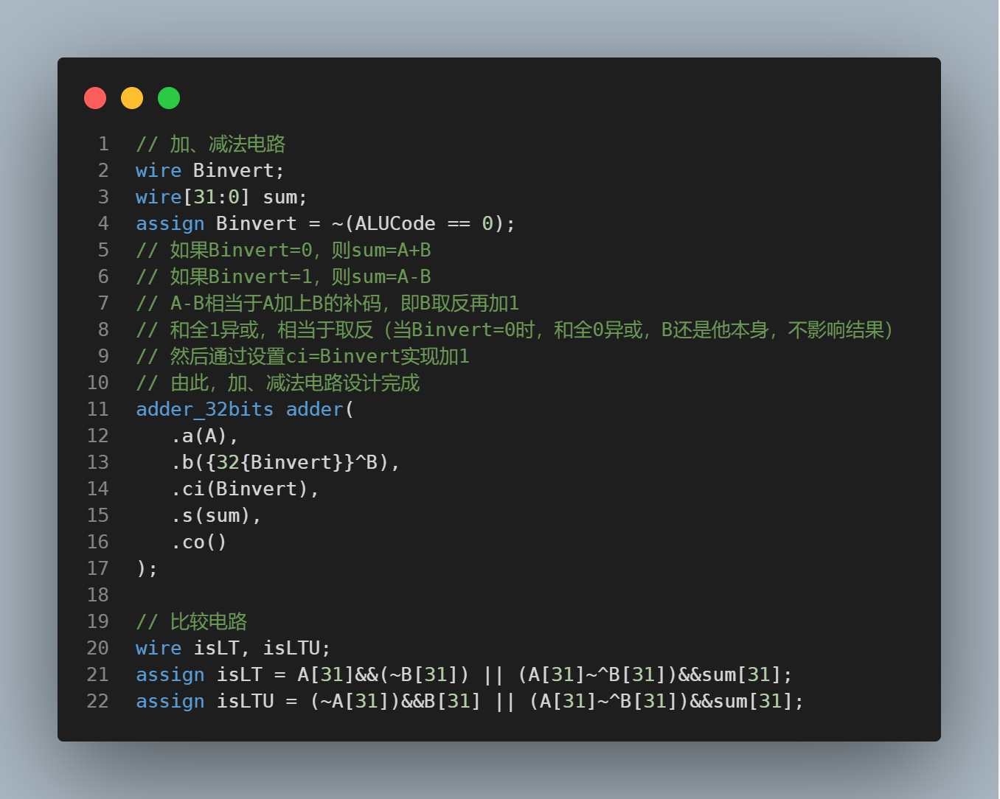 1 // 加、减法电路
2 wire Binvert;
3 wire[31:0] sum;
4 assign Binvert = ~(ALUCode == 0);
5 // 如果Binvert=0，则sum=A+B
6 // 如果Binvert=1，则sum=A-B
7 // A-B相当于A加上B的补码，即B取反再加1
8 // 和全1异或，相当于取反（当Binvert=0时，和全0异或，B还是他本身，不影响结果）
9 // 然后通过设置ci=Binvert实现加1
10 // 由此，加、减法电路设计完成
11 adder_32bits adder(
12    .a(A),
13    .b({32{Binvert}}^B),
14    .ci(Binvert),
15    .s(sum),
16    .co()
17 );
18
19 // 比较电路
20 wire isLT, isLTU;
21 assign isLT = A[31]&&(~B[31]) || (A[31]~^B[31])&&sum[31];
22 assign isLTU = (~A[31])&&B[31] || (A[31]~^B[31])&&sum[31];